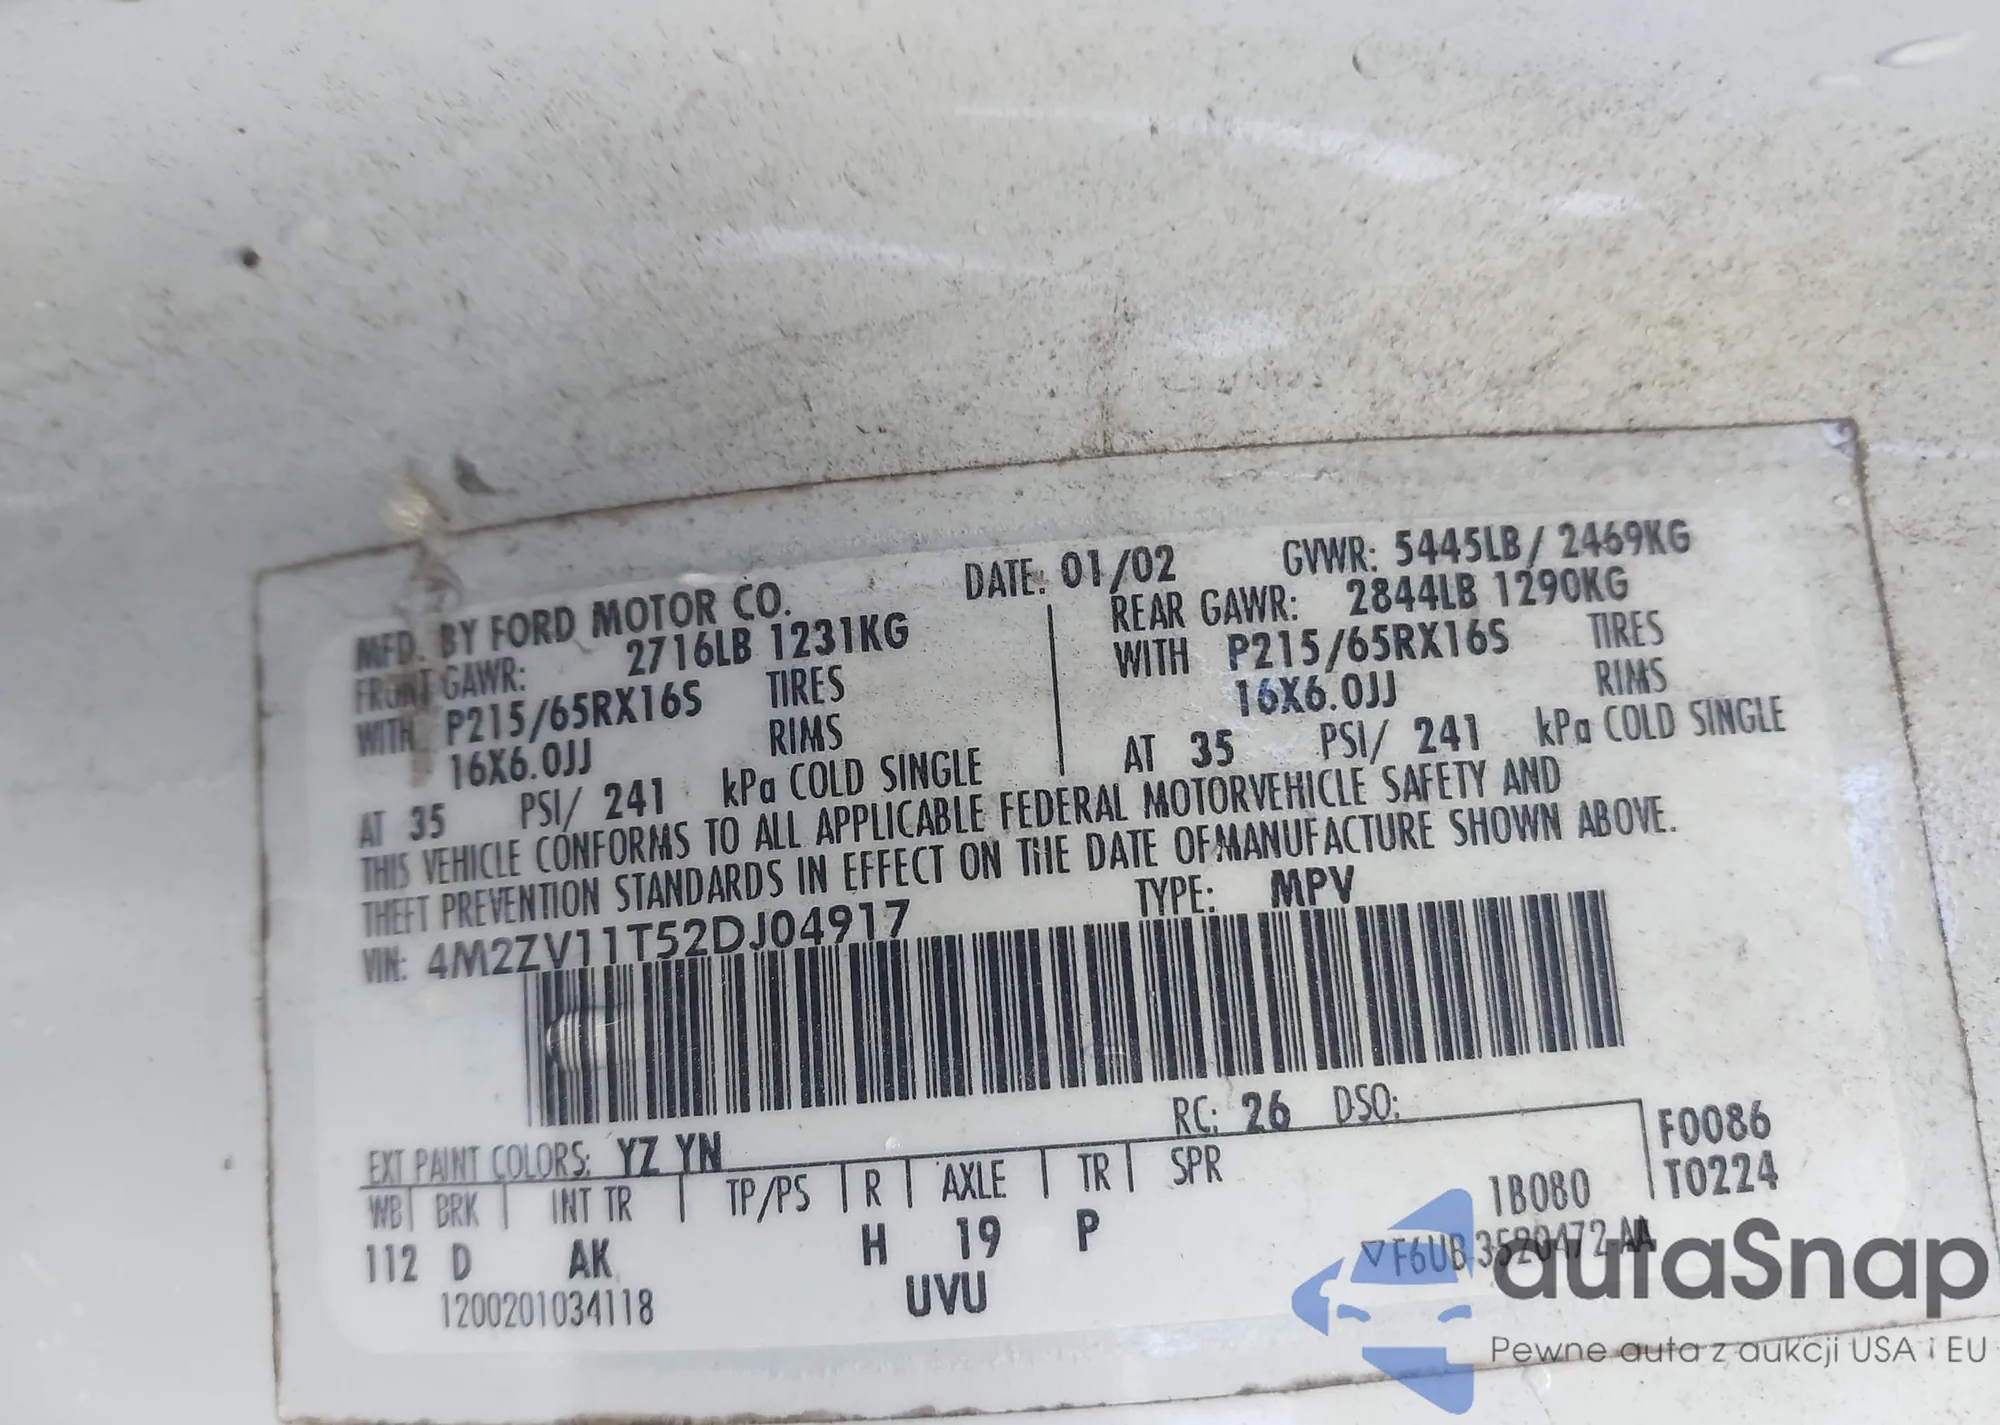 MFD. BY FORD MOTOR CO. DATE: 01/02 GVWR: 5445LB/ 2469KG
FRONT GAWR: 2716LB 1231KG REAR GAWR: 2844LB 1290KG
WITH P215/65RX16S TIRES WITH P215/65RX16S TIRES
16X6.0JJ RIMS 16X6.0JJ RIMS
AT 35 PSI/ 241 kPa COLD SINGLE AT 35 PSI/ 241 kPa COLD SINGLE
THIS VEHICLE CONFORMS TO ALL APPLICABLE FEDERAL MOTORVEHICLE SAFETY AND
THEFT PREVENTION STANDARDS IN EFFECT ON THE DATE OF MANUFACTURE SHOWN ABOVE.
VIN: 4M2ZV11T52DJ04917 TYPE: MPV
EXT PAINT COLORS: YZ YN RC: 26 DSO: F0086
WB BRK INT TR TP/PS R AXLE TR SPR 1B080 T0224
112 D AK H 19 P ▽F6UB 3520472 AA
1200201034118 UVU
autaSnap
Pewne auta z aukcji USA i EU